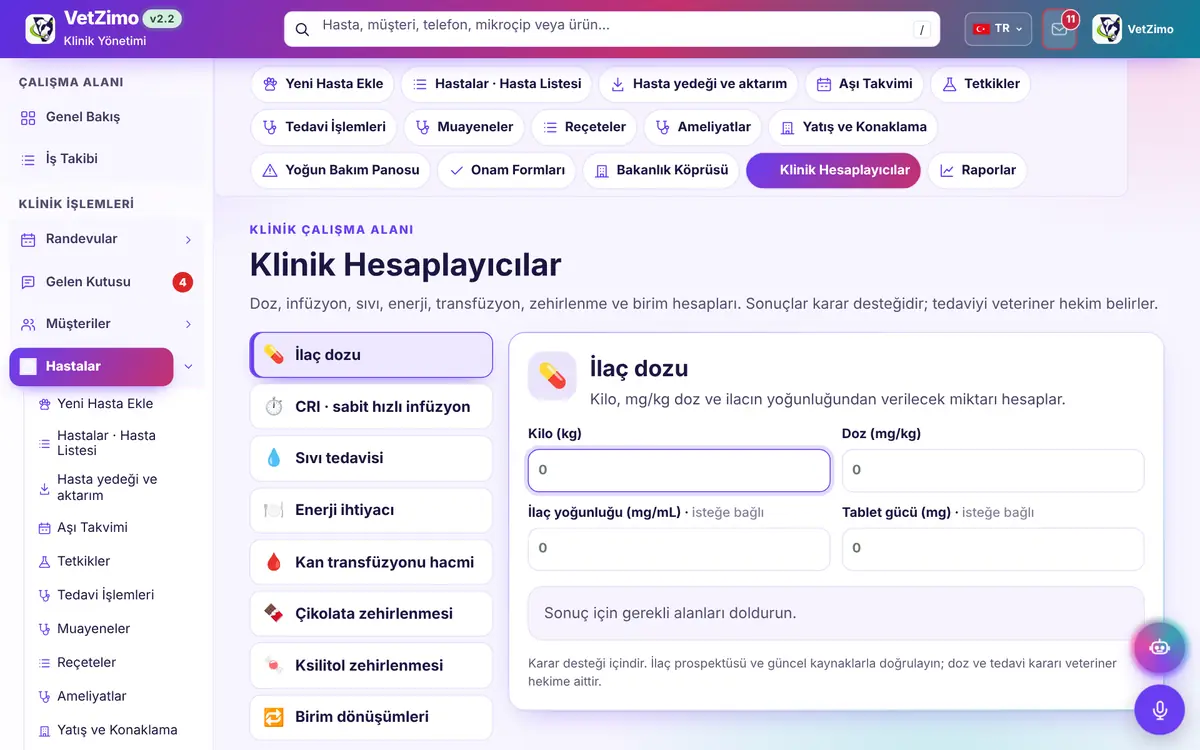 VetZimo v2.2
Klinik Yönetimi
Hasta, müşteri, telefon, mikroçip veya ürün...
/
TR
11
VetZimo
ÇALIŞMA ALANI
Genel Bakış
İş Takibi
KLİNİK İŞLEMLERİ
Randevular
Gelen Kutusu
4
Müşteriler
Hastalar
Yeni Hasta Ekle
Hastalar · Hasta
Listesi
Hasta yedeği ve
aktarım
Aşı Takvimi
Tetkikler
Tedavi İşlemleri
Muayeneler
Reçeteler
Ameliyatlar
Yatış ve Konaklama
Yeni Hasta Ekle
Hastalar · Hasta Listesi
Hasta yedeği ve aktarım
Aşı Takvimi
Tetkikler
Tedavi İşlemleri
Muayeneler
Reçeteler
Ameliyatlar
Yatış ve Konaklama
Yoğun Bakım Panosu
Onam Formları
Bakanlık Köprüsü
Klinik Hesaplayıcılar
Raporlar
KLİNİK ÇALIŞMA ALANI
Klinik Hesaplayıcılar
Doz, infüzyon, sıvı, enerji, transfüzyon, zehirlenme ve birim hesapları. Sonuçlar karar desteğidir; tedaviyi veteriner hekim belirler.
İlaç dozu
CRI · sabit hızlı infüzyon
Sıvı tedavisi
Enerji ihtiyacı
Kan transfüzyonu hacmi
Çikolata zehirlenmesi
Ksilitol zehirlenmesi
Birim dönüşümleri
İlaç dozu
Kilo, mg/kg doz ve ilacın yoğunluğundan verilecek miktarı hesaplar.
Kilo (kg)
0
Doz (mg/kg)
0
İlaç yoğunluğu (mg/mL) · isteğe bağlı
0
Tablet gücü (mg) · isteğe bağlı
0
Sonuç için gerekli alanları doldurun.
Karar desteği içindir. İlaç prospektüsü ve güncel kaynaklarla doğrulayın; doz ve tedavi kararı veteriner
hekime aittir.